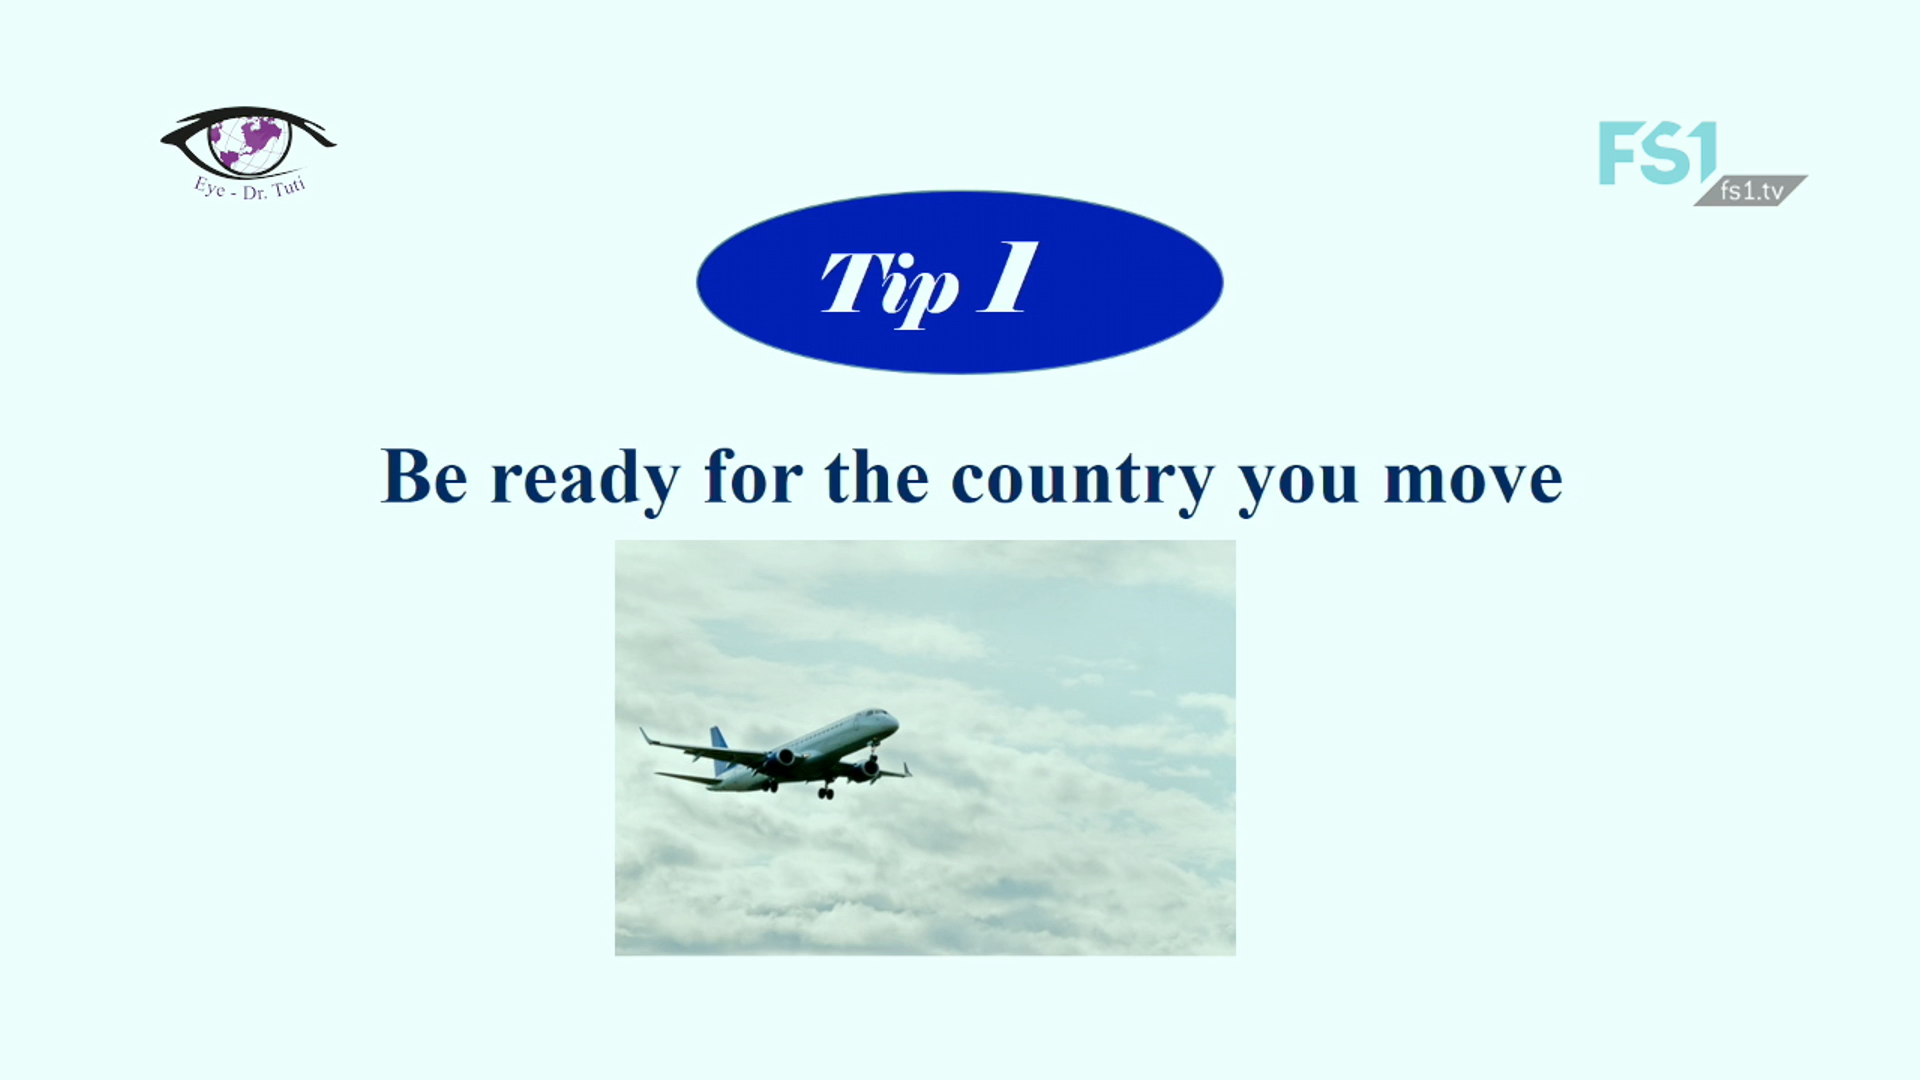 Eye - Dr. Tuti
FS1
fs1.tv
Tip 1
Be ready for the country you move